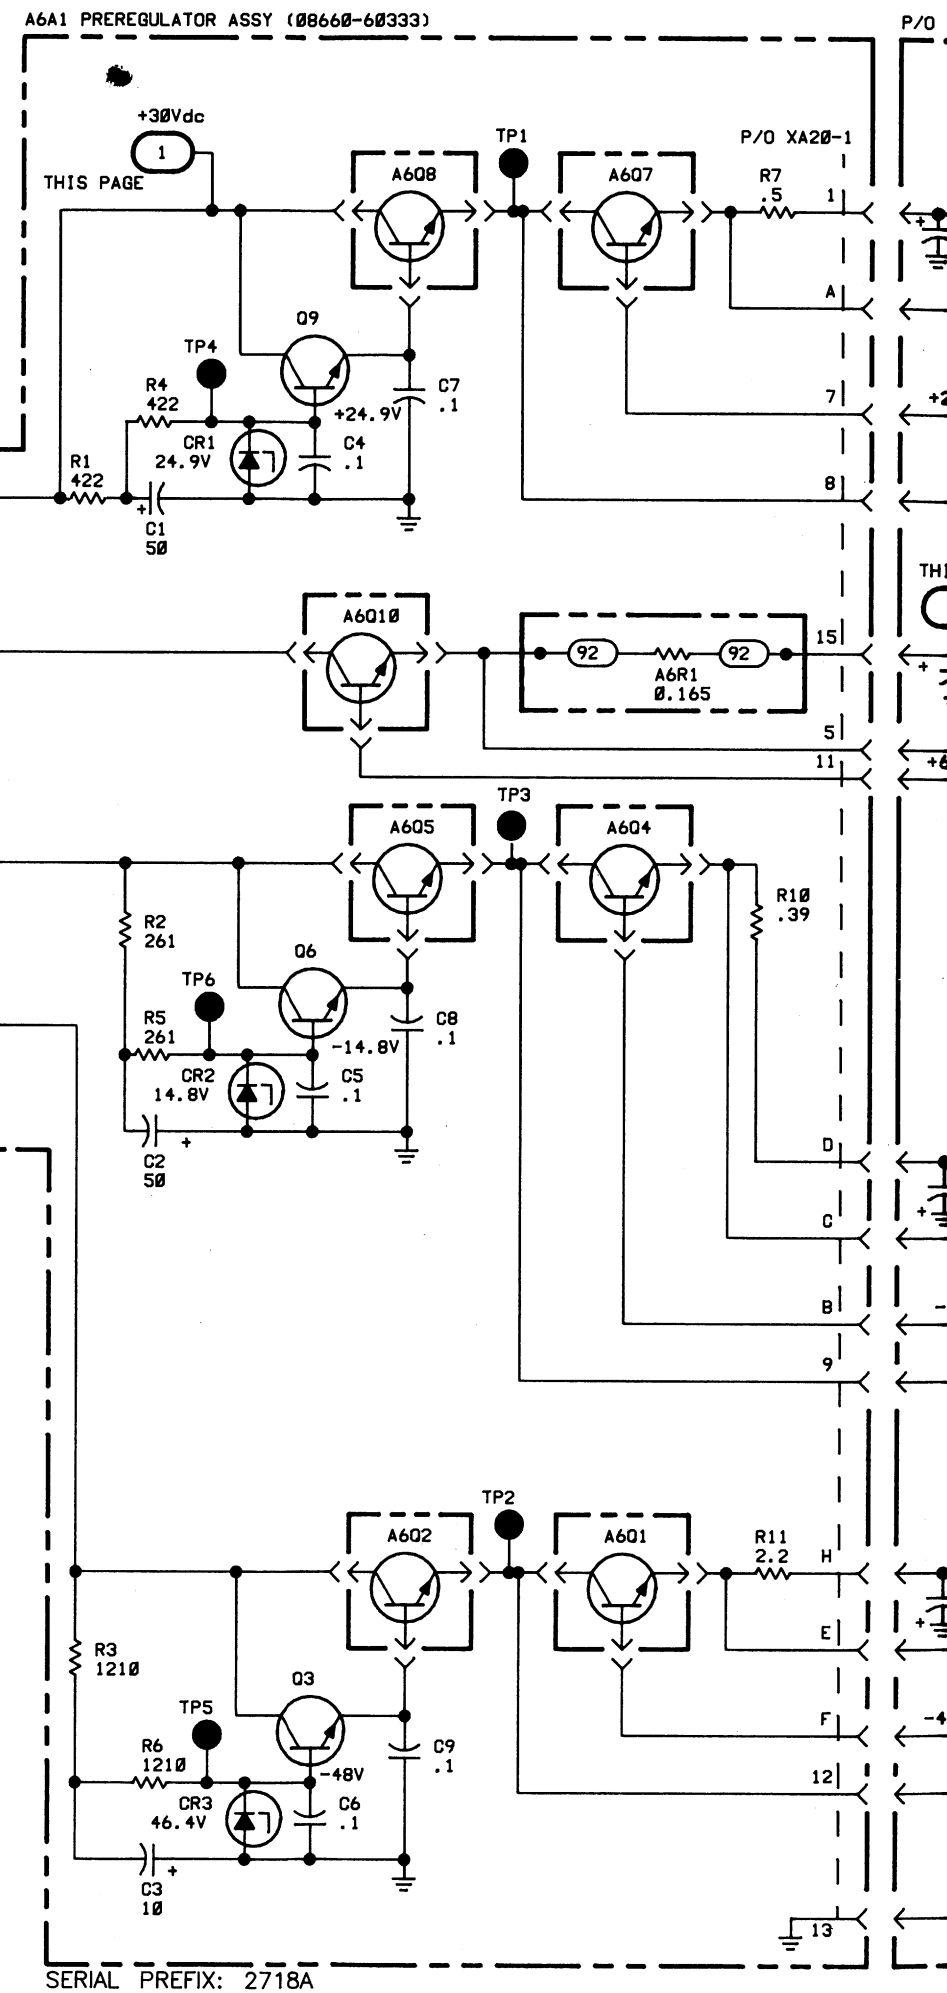 A6A1 PREREGULATOR ASSY (08660-60333)
P/O
+30Vdc
1
THIS PAGE
TP1
P/O XA20-1
A6Q8
A6Q7
R7
.5
1
+
A
Q9
TP4
R4
422
C7
.1
+24.9V
7
+2
CR1
24.9V
C4
.1
R1
422
8
+
C1
50
THI
A6Q10
15
92
92
+
A6R1
0.165
5
11
+6
TP3
A6Q5
A6Q4
R10
.39
R2
261
Q6
TP6
R5
261
C8
.1
-14.8V
CR2
14.8V
C5
.1
+
D
C2
50
+
C
B
-
9
TP2
A6Q2
A6Q1
R11
2.2
H
+
E
R3
1210
Q3
TP5
F
-4
R6
1210
C9
.1
-48V
12
CR3
46.4V
C6
.1
+
C3
10
13
SERIAL PREFIX: 2718A